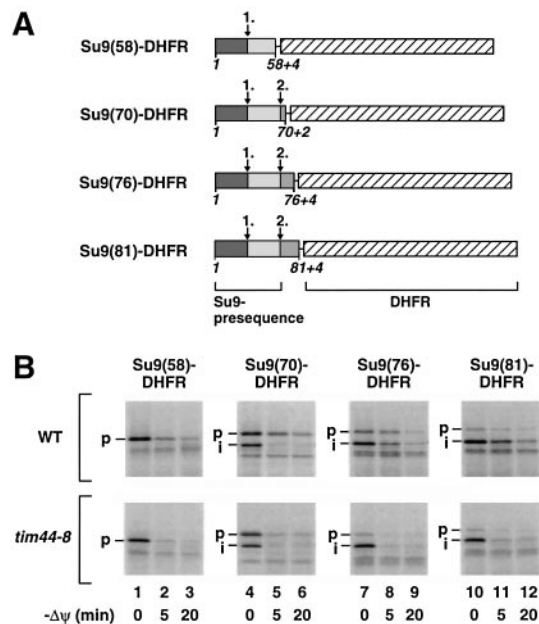 A
1.
Su9(58)-DHFR
1 58+4
1. 2.
Su9(70)-DHFR
1 70+2
1. 2.
Su9(76)-DHFR
1 76+4
1. 2.
Su9(81)-DHFR
1 81+4
Su9- DHFR
presequence
B Su9(58)- Su9(70)- Su9(76)- Su9(81)-
DHFR DHFR DHFR DHFR
WT p p i p i p i
tim44-8 p p i p i p i
1 2 3 4 5 6 7 8 9 10 11 12
-Δψ (min) 0 5 20 0 5 20 0 5 20 0 5 20